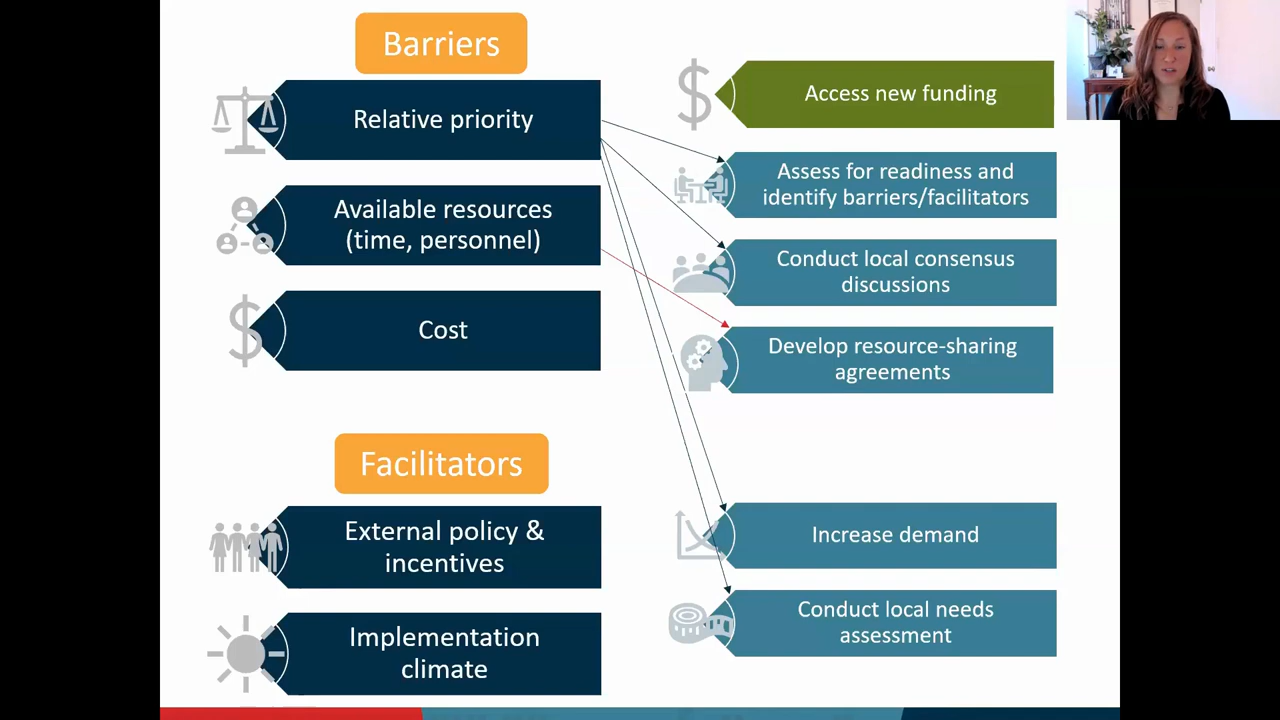 Barriers
Relative priority
Available resources
(time, personnel)
Cost
Facilitators
External policy &
incentives
Implementation
climate
Access new funding
Assess for readiness and
identify barriers/facilitators
Conduct local consensus
discussions
Develop resource-sharing
agreements
Increase demand
Conduct local needs
assessment